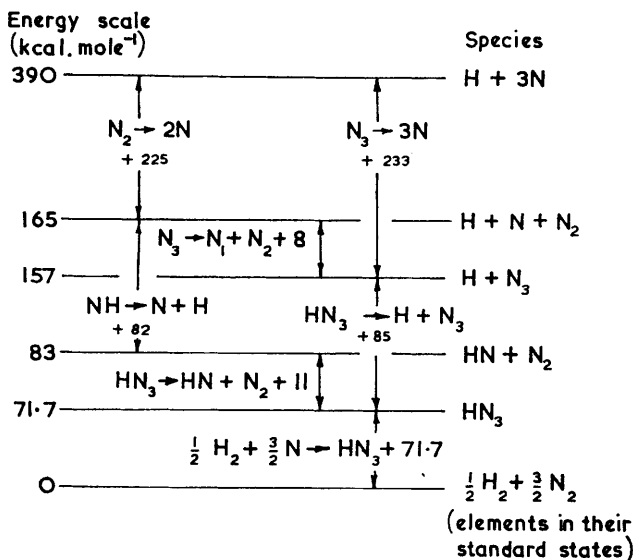 Energy scale
(kcal. mole⁻¹)
Species
390
H + 3N
N₂ → 2N
+ 225
N₃ → 3N
+ 233
165
H + N + N₂
N₃ → N₁ + N₂ + 8
157
H + N₃
NH → N + H
+ 82
HN₃ → H + N₃
+ 85
83
HN + N₂
HN₃ → HN + N₂ + 11
71·7
HN₃
½ H₂ + 3/2 N → HN₃ + 71·7
0
½ H₂ + 3/2 N₂
(elements in their
standard states)